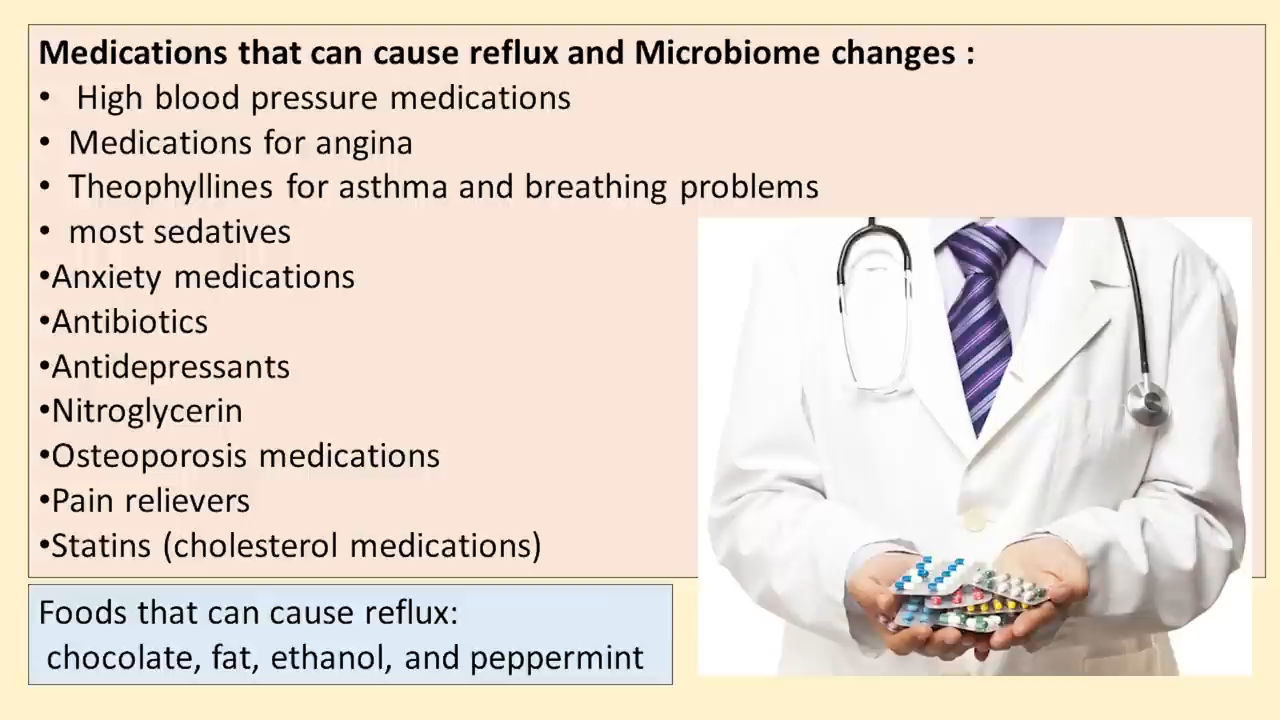 Medications that can cause reflux and Microbiome changes :
• High blood pressure medications
• Medications for angina
• Theophyllines for asthma and breathing problems
• most sedatives
•Anxiety medications
•Antibiotics
•Antidepressants
•Nitroglycerin
•Osteoporosis medications
•Pain relievers
•Statins (cholesterol medications)
Foods that can cause reflux:
chocolate, fat, ethanol, and peppermint